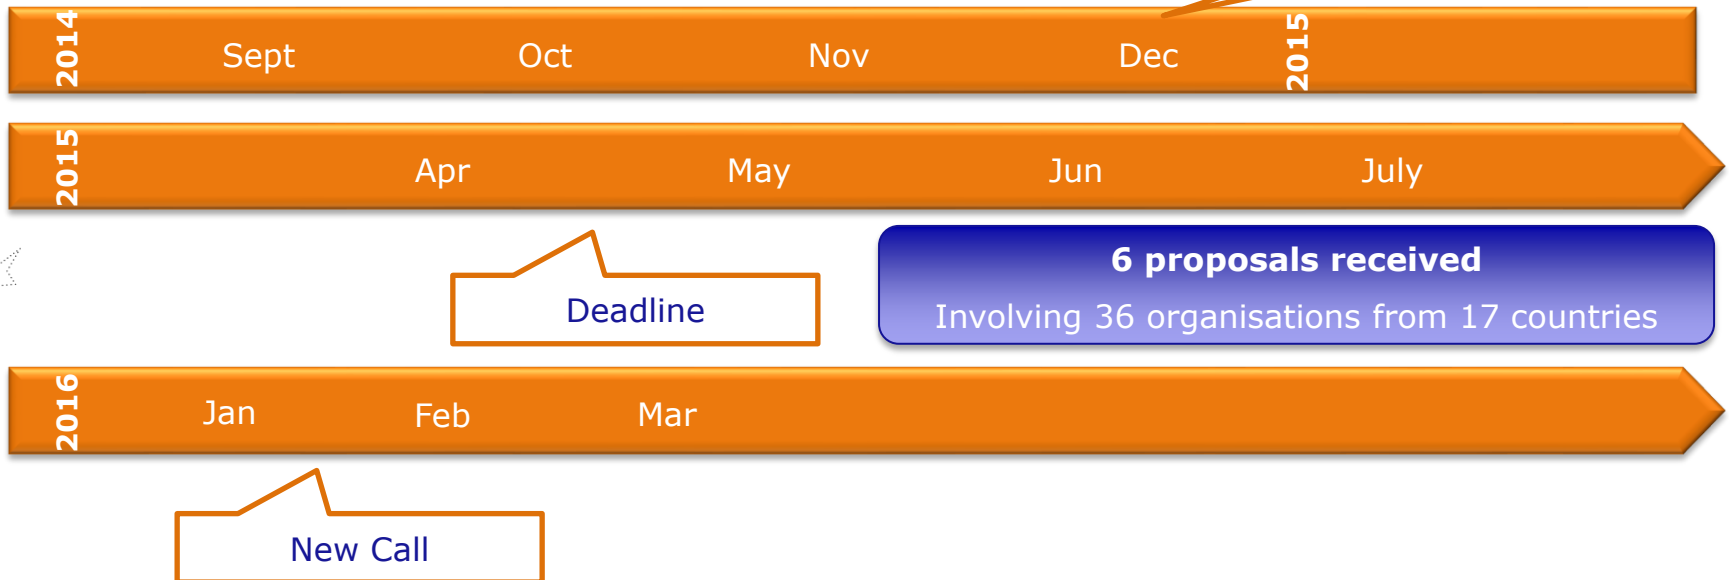 2014 Sept Oct Nov Dec 2015
2015 Apr May Jun July
Deadline
6 proposals received
Involving 36 organisations from 17 countries
2016 Jan Feb Mar
New Call